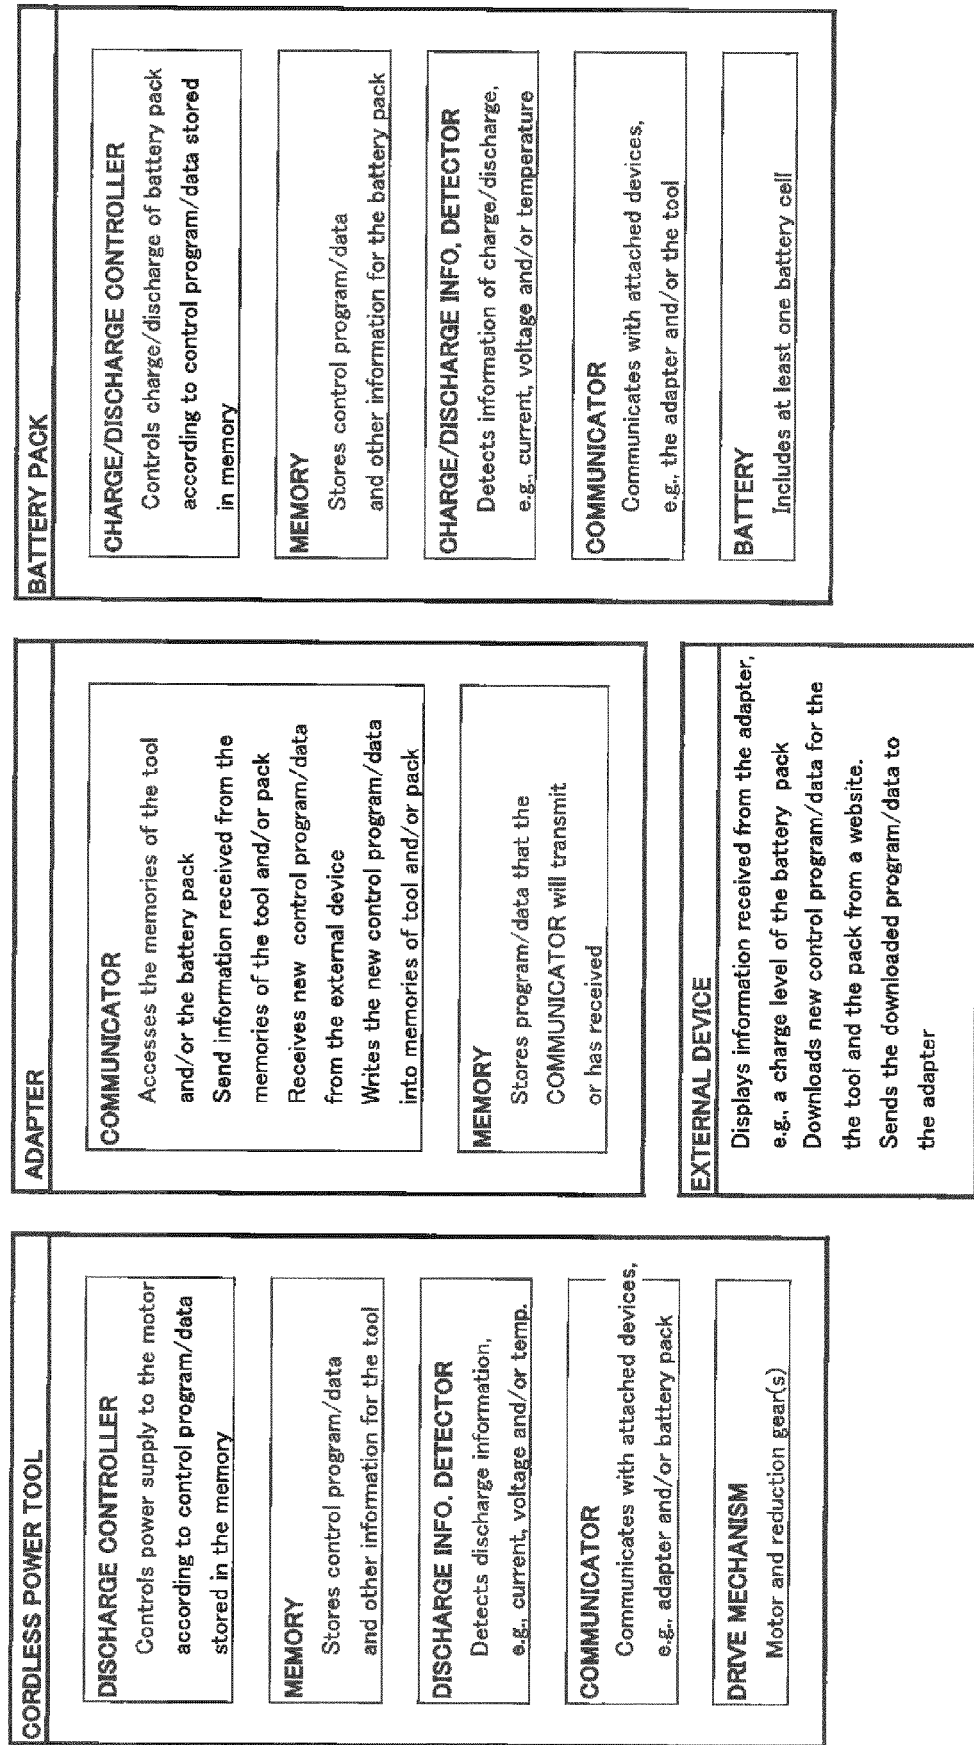 CORDLESS POWER TOOL
DISCHARGE CONTROLLER
Controls power supply to the motor
according to control program/data
stored in the memory
MEMORY
Stores control program/data
and other information for the tool
DISCHARGE INFO. DETECTOR
Detects discharge information,
e.g., current, voltage and/or temp.
COMMUNICATOR
Communicates with attached devices,
e.g., adapter and/or battery pack
DRIVE MECHANISM
Motor and reduction gear(s)
ADAPTER
COMMUNICATOR
Accesses the memories of the tool
and/or the battery pack
Send information received from the
memories of the tool and/or pack
Receives new control program/data
from the external device
Writes the new control program/data
into memories of tool and/or pack
MEMORY
Stores program/data that the
COMMUNICATOR will transmit
or has received
EXTERNAL DEVICE
Displays information received from the adapter,
e.g., a charge level of the battery pack
Downloads new control program/data for the
the tool and the pack from a website.
Sends the downloaded program/data to
the adapter
BATTERY PACK
CHARGE/DISCHARGE CONTROLLER
Controls charge/discharge of battery pack
according to control program/data stored
in memory
MEMORY
Stores control program/data
and other information for the battery pack
CHARGE/DISCHARGE INFO, DETECTOR
Detects information of charge/discharge,
e.g., current, voltage and/or temperature
COMMUNICATOR
Communicates with attached devices,
e.g., the adapter and/or the tool
BATTERY
Includes at least one battery cell